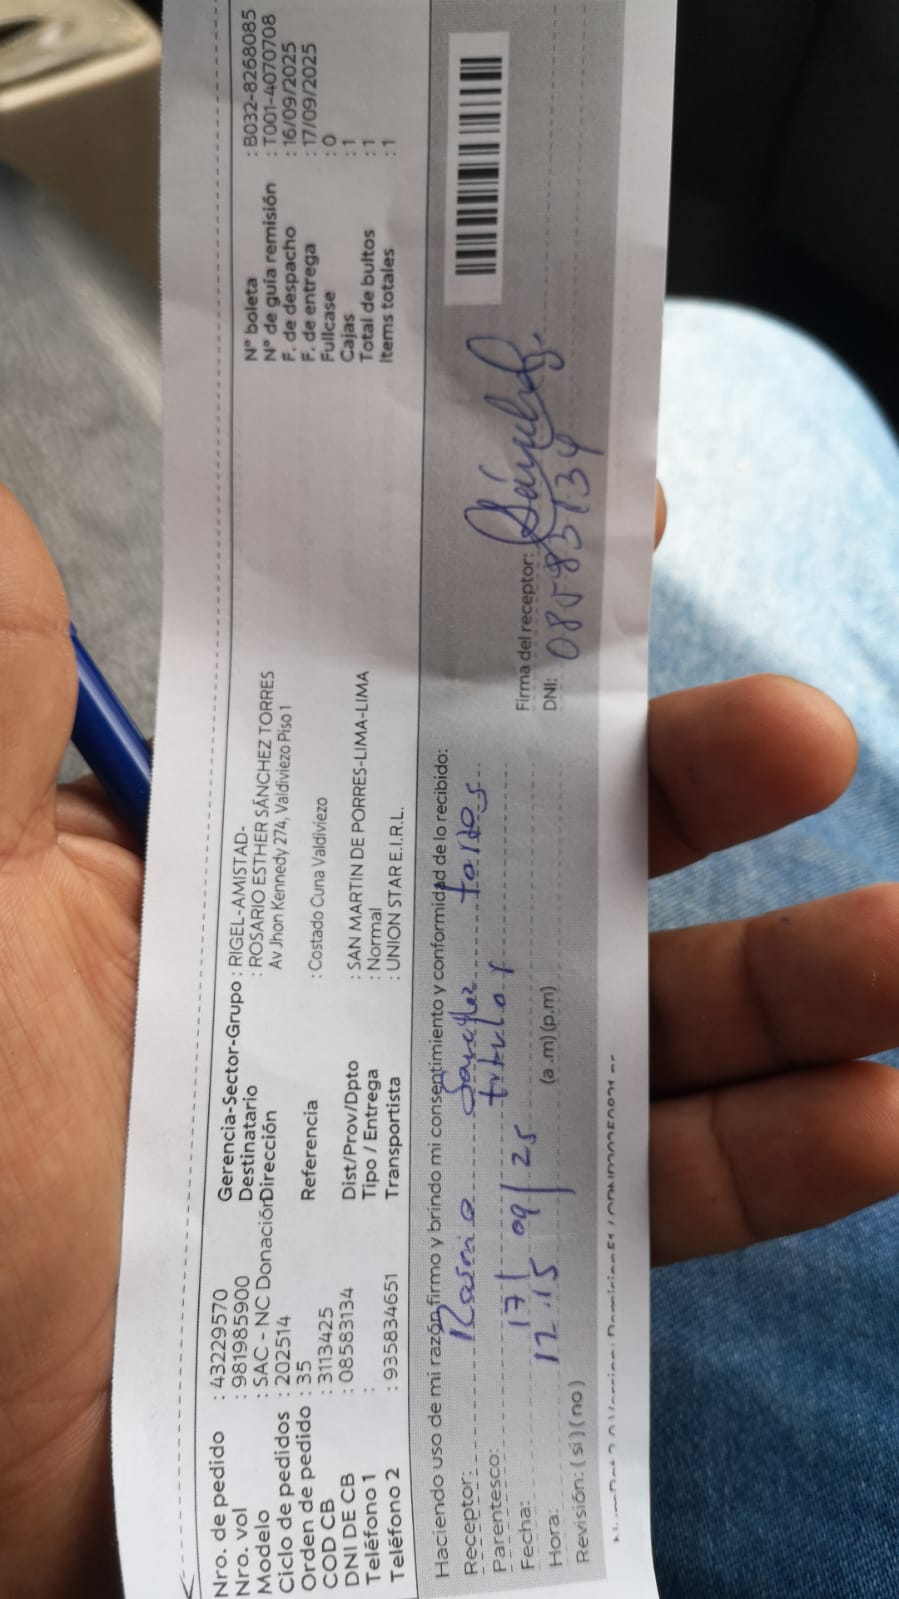 Nro. de pedido : 43229570
Nro. vol : 981985900
Modelo : SAC - NC Donación
Ciclo de pedidos : 202514
Orden de pedido : 35
COD CB : 3113425
DNI DE CB : 08583134
Teléfono 1 :
Teléfono 2 : 935834651
Gerencia-Sector-Grupo : RIGEL-AMISTAD-
Destinatario : ROSARIO ESTHER SÁNCHEZ TORRES
Dirección Av Jhon Kennedy 274, Valdiviezo Piso 1
Referencia : Costado Cuna Valdiviezo
Dist/Prov/Dpto : SAN MARTIN DE PORRES-LIMA-LIMA
Tipo / Entrega : Normal
Transportista : UNION STAR E.I.R.L.
N° boleta : B032-8268085
N° de guía remisión : T001-4070708
F. de despacho : 16/09/2025
F. de entrega : 17/09/2025
Fullcase : 0
Cajas : 1
Total de bultos : 1
Items totales : 1
Haciendo uso de mi razón firmo y brindo mi consentimiento y conformidad de lo recibido:
Receptor: Sanchez torres
Parentesco: titular
Fecha: 17/09/25
Hora: 12.15 (a.m) (p.m)
Revisión: ( si ) ( no )
Firma del receptor:
DNI: 08583134